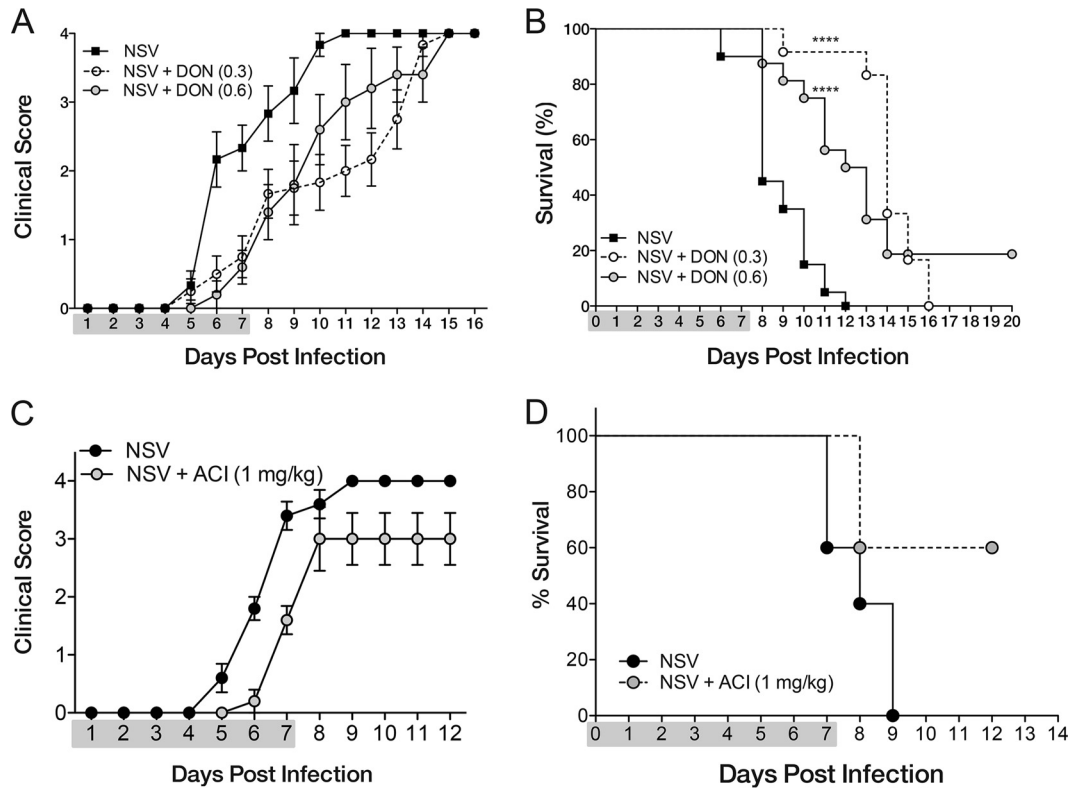 A
NSV
NSV + DON (0.3)
NSV + DON (0.6)
Clinical Score
4
3
2
1
0
1 2 3 4 5 6 7 8 9 10 11 12 13 14 15 16
Days Post Infection
B
100
80
60
40
20
0
Survival (%)
****
****
NSV
NSV + DON (0.3)
NSV + DON (0.6)
0 1 2 3 4 5 6 7 8 9 10 11 12 13 14 15 16 17 18 19 20
Days Post Infection
C
NSV
NSV + ACI (1 mg/kg)
Clinical Score
4
3
2
1
0
1 2 3 4 5 6 7 8 9 10 11 12
Days Post Infection
D
100
80
60
40
20
0
% Survival
NSV
NSV + ACI (1 mg/kg)
0 1 2 3 4 5 6 7 8 9 10 11 12 13 14
Days Post Infection